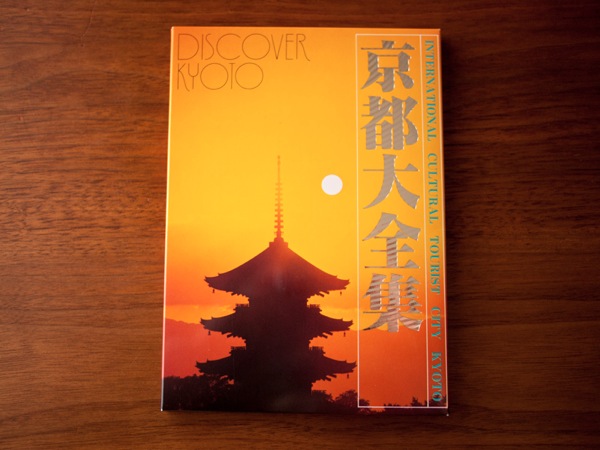 DISCOVER
KYOTO
京都大全集
INTERNATIONAL CULTURAL TOURIST CITY KYOTO